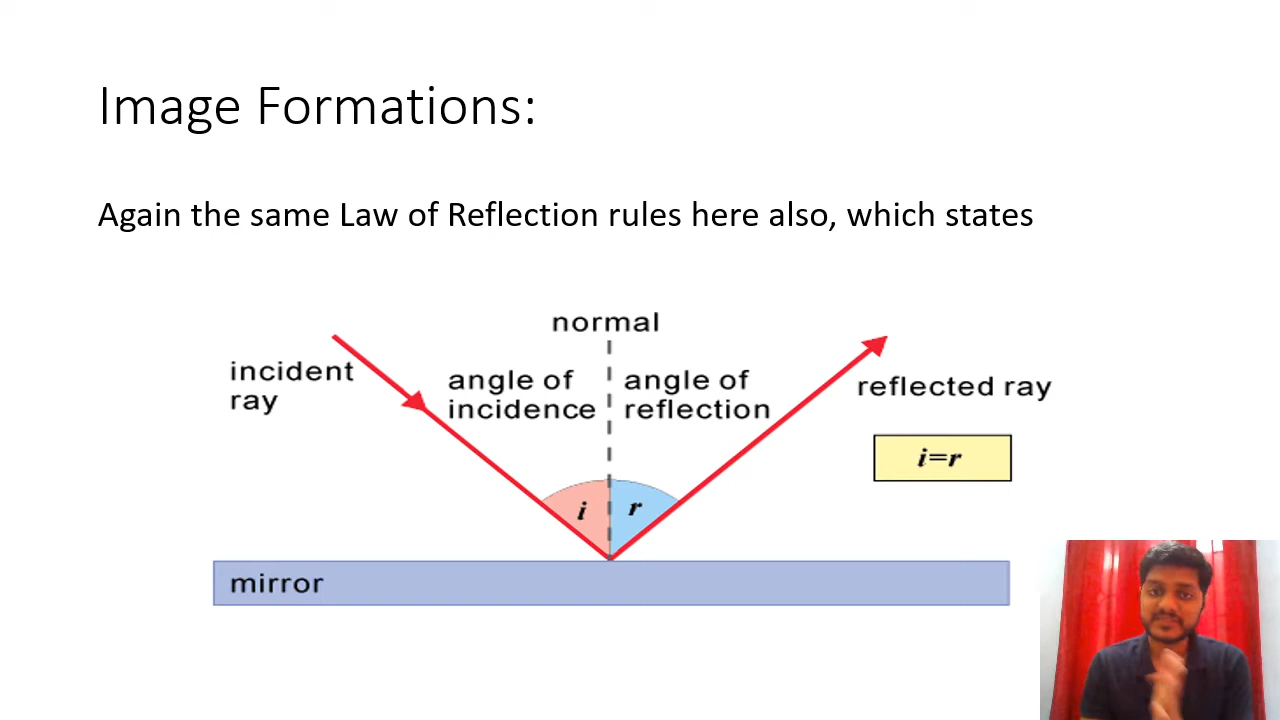 Image Formations:
Again the same Law of Reflection rules here also, which states
normal
incident
ray
angle of
incidence
angle of
reflection
reflected ray
i=r
i
r
mirror